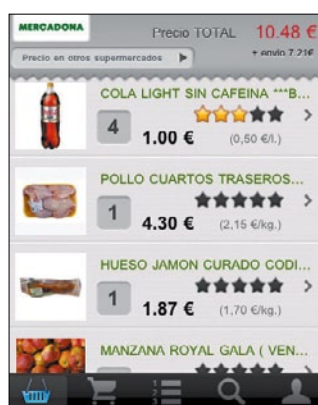 MERCADONA
Precio TOTAL 10.48 €
Precio en otros supermercados
+ envío 7.21€
COLA LIGHT SIN CAFEINA ***B...
4
1.00 € (0,50 €/l.)
POLLO CUARTOS TRASEROS...
1
4.30 € (2,15 €/kg.)
HUESO JAMON CURADO CODI...
1
1.87 € (1,70 €/kg.)
MANZANA ROYAL GALA ( VEN...